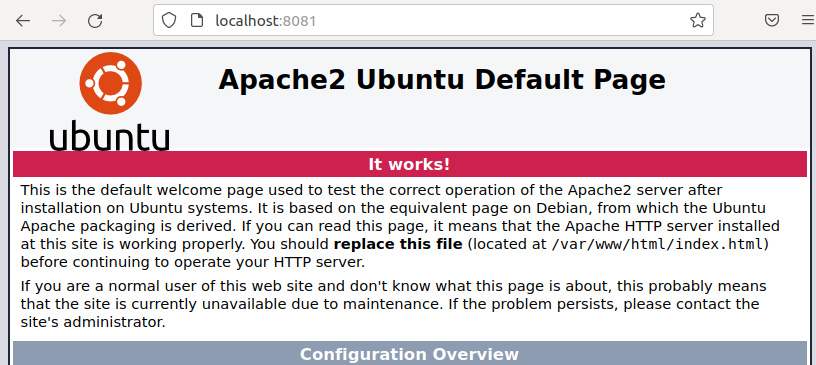 localhost:8081
Apache2 Ubuntu Default Page
ubuntu
It works!
This is the default welcome page used to test the correct operation of the Apache2 server after
installation on Ubuntu systems. It is based on the equivalent page on Debian, from which the Ubuntu
Apache packaging is derived. If you can read this page, it means that the Apache HTTP server installed
at this site is working properly. You should replace this file (located at /var/www/html/index.html)
before continuing to operate your HTTP server.
If you are a normal user of this web site and don't know what this page is about, this probably means
that the site is currently unavailable due to maintenance. If the problem persists, please contact the
site's administrator.
Configuration Overview